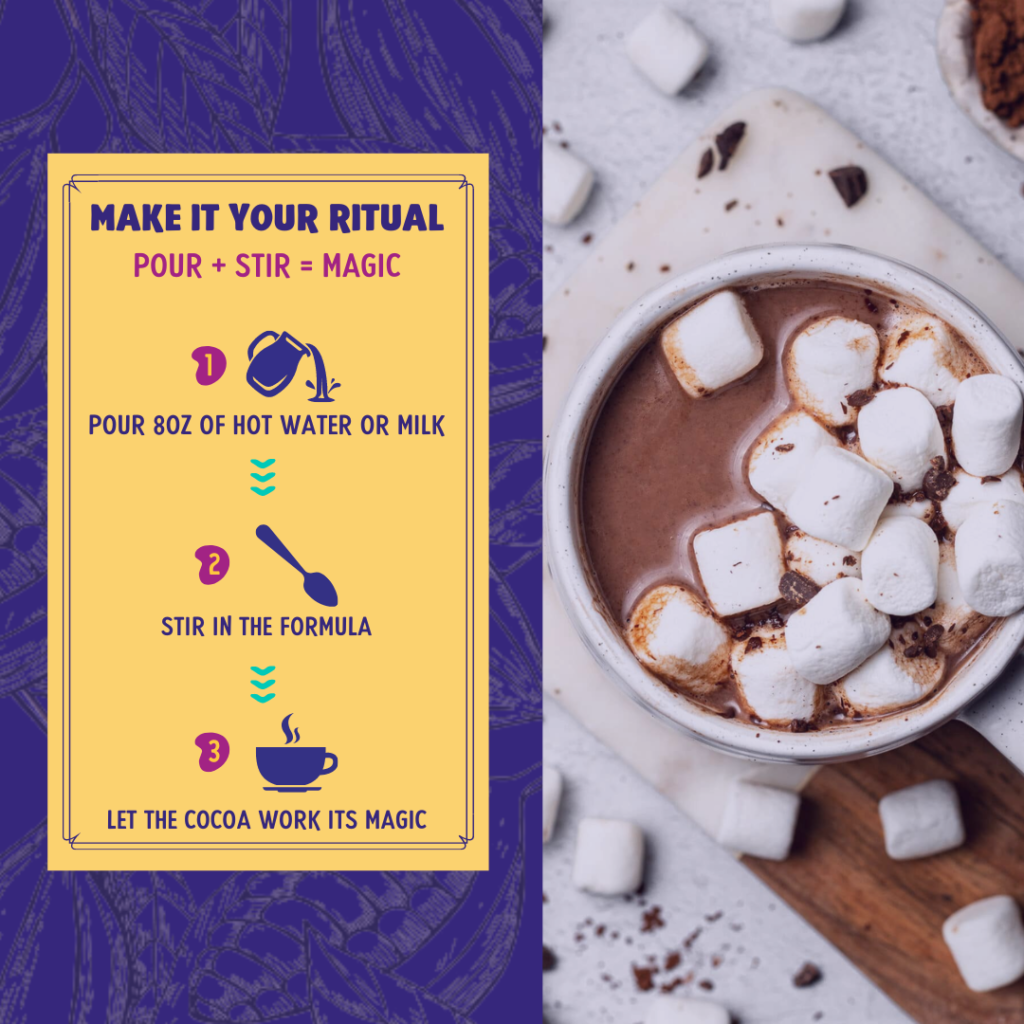 MAKE IT YOUR RITUAL
POUR + STIR = MAGIC
1
POUR 8OZ OF HOT WATER OR MILK
2
STIR IN THE FORMULA
3
LET THE COCOA WORK ITS MAGIC